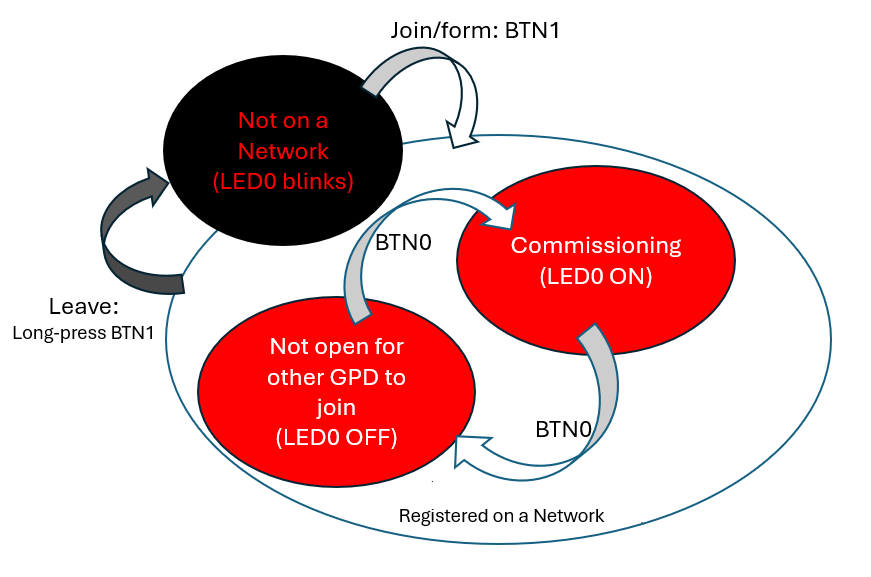 Join/form: BTN1
Not on a
Network
(LED0 blinks)
BTN0
Commissioning
(LED0 ON)
Leave:
Long-press BTN1
Not open for
other GPD to
join
(LED0 OFF)
BTN0
Registered on a Network